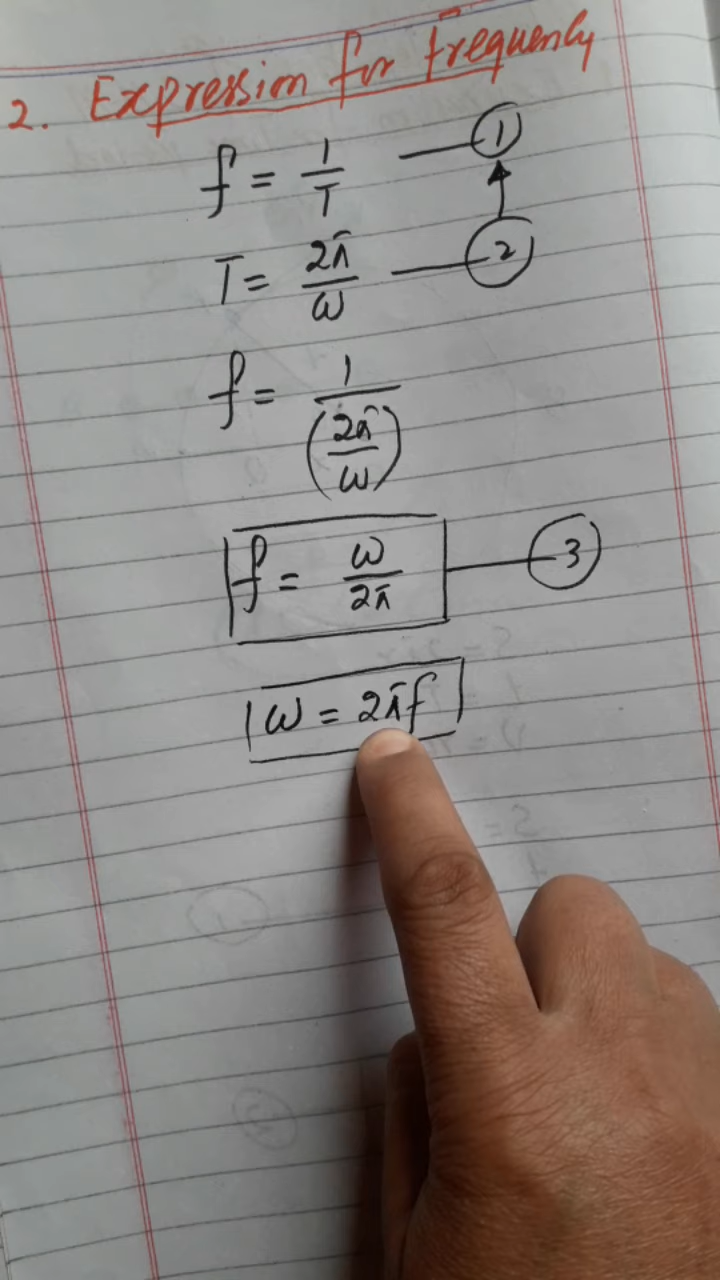 2. Expression for frequency
f = 1/T — ①
T = 2π/ω — ②
f = 1/(2π/ω)
f = ω/2π — ③
ω = 2πf